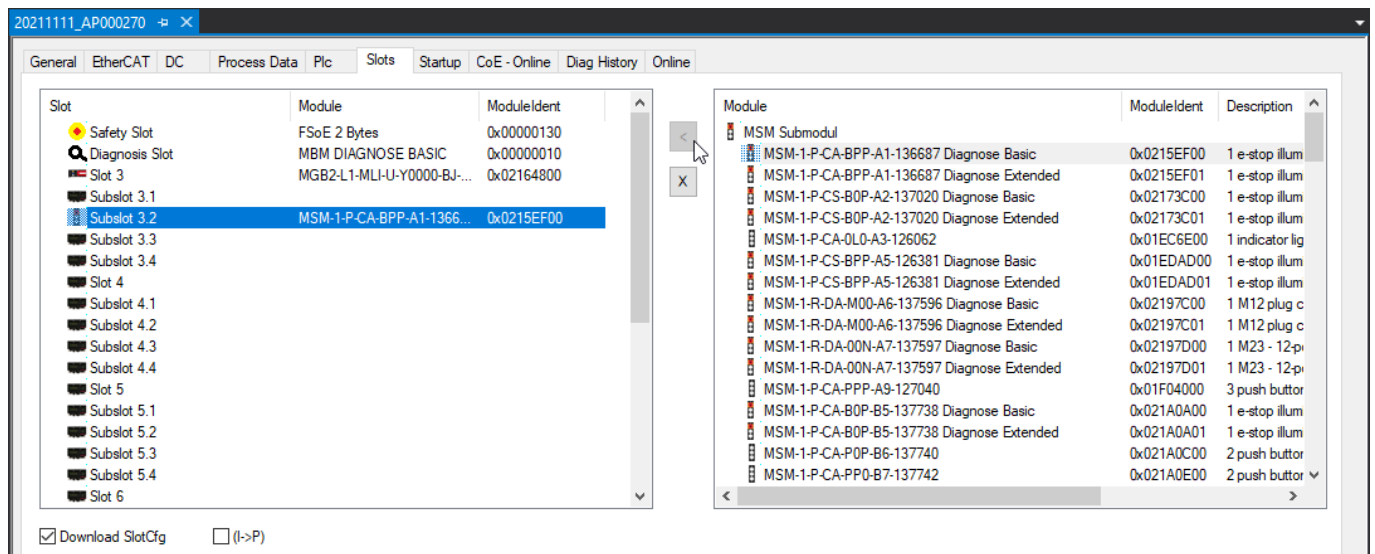 20211111_AP000270
General EtherCAT DC Process Data Plc Slots Startup CoE - Online Diag History Online
Slot Module ModuleIdent
Safety Slot FSoE 2 Bytes 0x00000130
Diagnosis Slot MBM DIAGNOSE BASIC 0x00000010
Slot 3 MGB2-L1-MLI-U-Y0000-BJ-... 0x02164800
Subslot 3.1
Subslot 3.2 MSM-1-P-CA-BPP-A1-1366... 0x0215EF00
Subslot 3.3
Subslot 3.4
Slot 4
Subslot 4.1
Subslot 4.2
Subslot 4.3
Subslot 4.4
Slot 5
Subslot 5.1
Subslot 5.2
Subslot 5.3
Subslot 5.4
Slot 6
<
X
Module ModuleIdent Description
MSM Submodul
MSM-1-P-CA-BPP-A1-136687 Diagnose Basic 0x0215EF00 1 e-stop illum
MSM-1-P-CA-BPP-A1-136687 Diagnose Extended 0x0215EF01 1 e-stop illum
MSM-1-P-CS-B0P-A2-137020 Diagnose Basic 0x02173C00 1 e-stop illum
MSM-1-P-CS-B0P-A2-137020 Diagnose Extended 0x02173C01 1 e-stop illum
MSM-1-P-CA-0L0-A3-126062 0x01EC6E00 1 indicator lig
MSM-1-P-CS-BPP-A5-126381 Diagnose Basic 0x01EDAD00 1 e-stop illum
MSM-1-P-CS-BPP-A5-126381 Diagnose Extended 0x01EDAD01 1 e-stop illum
MSM-1-R-DA-M00-A6-137596 Diagnose Basic 0x02197C00 1 M12 plug c
MSM-1-R-DA-M00-A6-137596 Diagnose Extended 0x02197C01 1 M12 plug c
MSM-1-R-DA-00N-A7-137597 Diagnose Basic 0x02197D00 1 M23 - 12-p
MSM-1-R-DA-00N-A7-137597 Diagnose Extended 0x02197D01 1 M23 - 12-p
MSM-1-P-CA-PPP-A9-127040 0x01F04000 3 push button
MSM-1-P-CA-B0P-B5-137738 Diagnose Basic 0x021A0A00 1 e-stop illum
MSM-1-P-CA-B0P-B5-137738 Diagnose Extended 0x021A0A01 1 e-stop illum
MSM-1-P-CA-P0P-B6-137740 0x021A0C00 2 push button
MSM-1-P-CA-PP0-B7-137742 0x021A0E00 2 push button
Download SlotCfg (I->P)